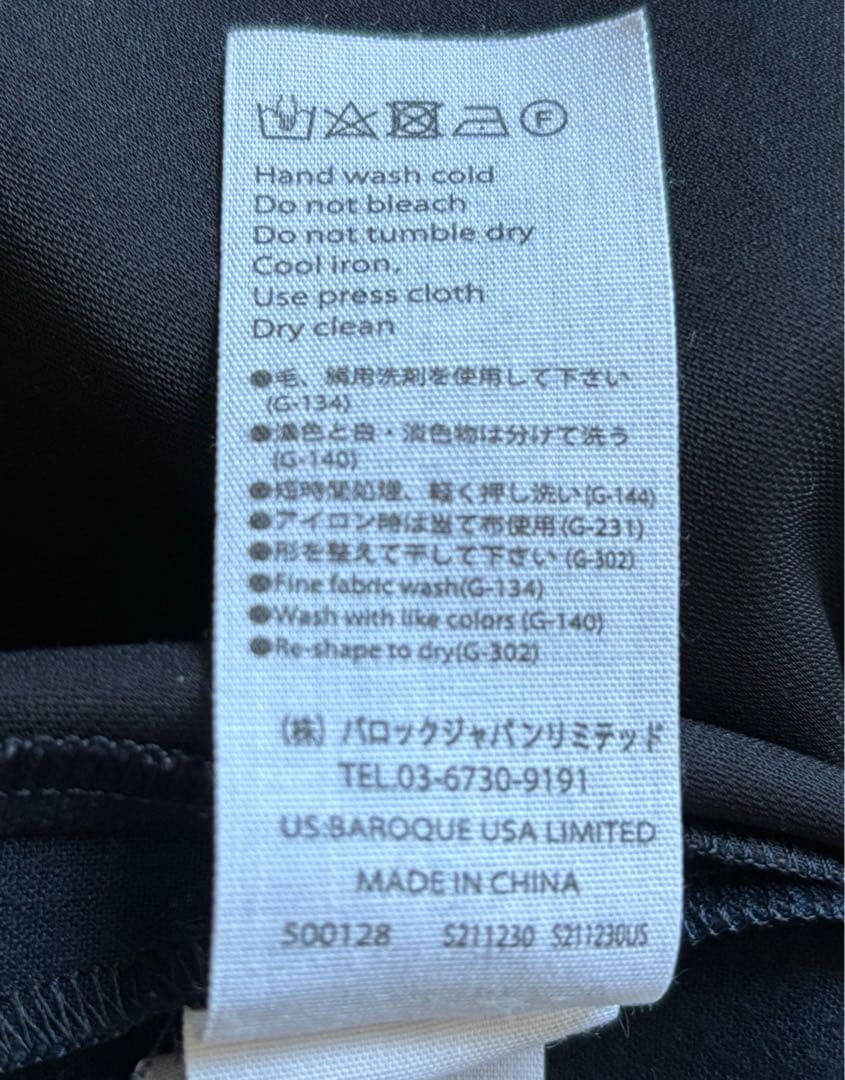 F
Hand wash cold
Do not bleach
Do not tumble dry
Cool iron,
Use press cloth
Dry clean
●毛、絹用洗剤を使用して下さい
(G-134)
●濃色と白・淡色物は分けて洗う
(G-140)
●短時間処理、軽く押し洗い(G-144)
●アイロン時は当て布使用(G-231)
●形を整えて干して下さい(G-302)
●Fine fabric wash(G-134)
●Wash with like colors (G-140)
●Re-shape to dry(G-302)
(株) バロックジャパンリミテッド
TEL.03-6730-9191
US:BAROQUE USA LIMITED
MADE IN CHINA
S00128 S211230 S211230US